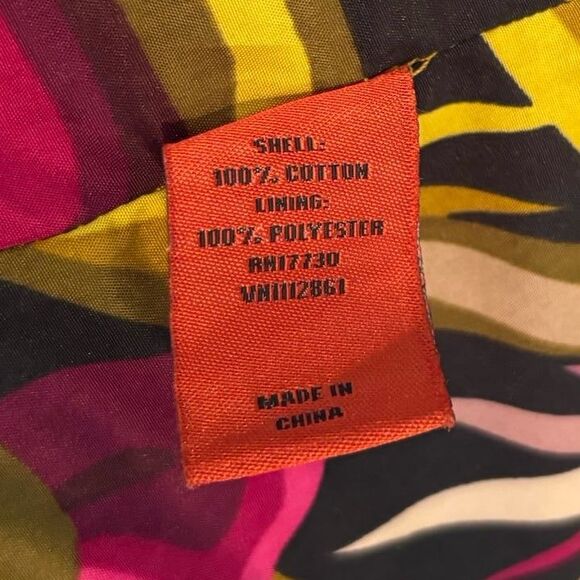 SHELL:
100% COTTON
LINING:
100% POLYESTER
RN17730
VN1112861
MADE IN
CHINA